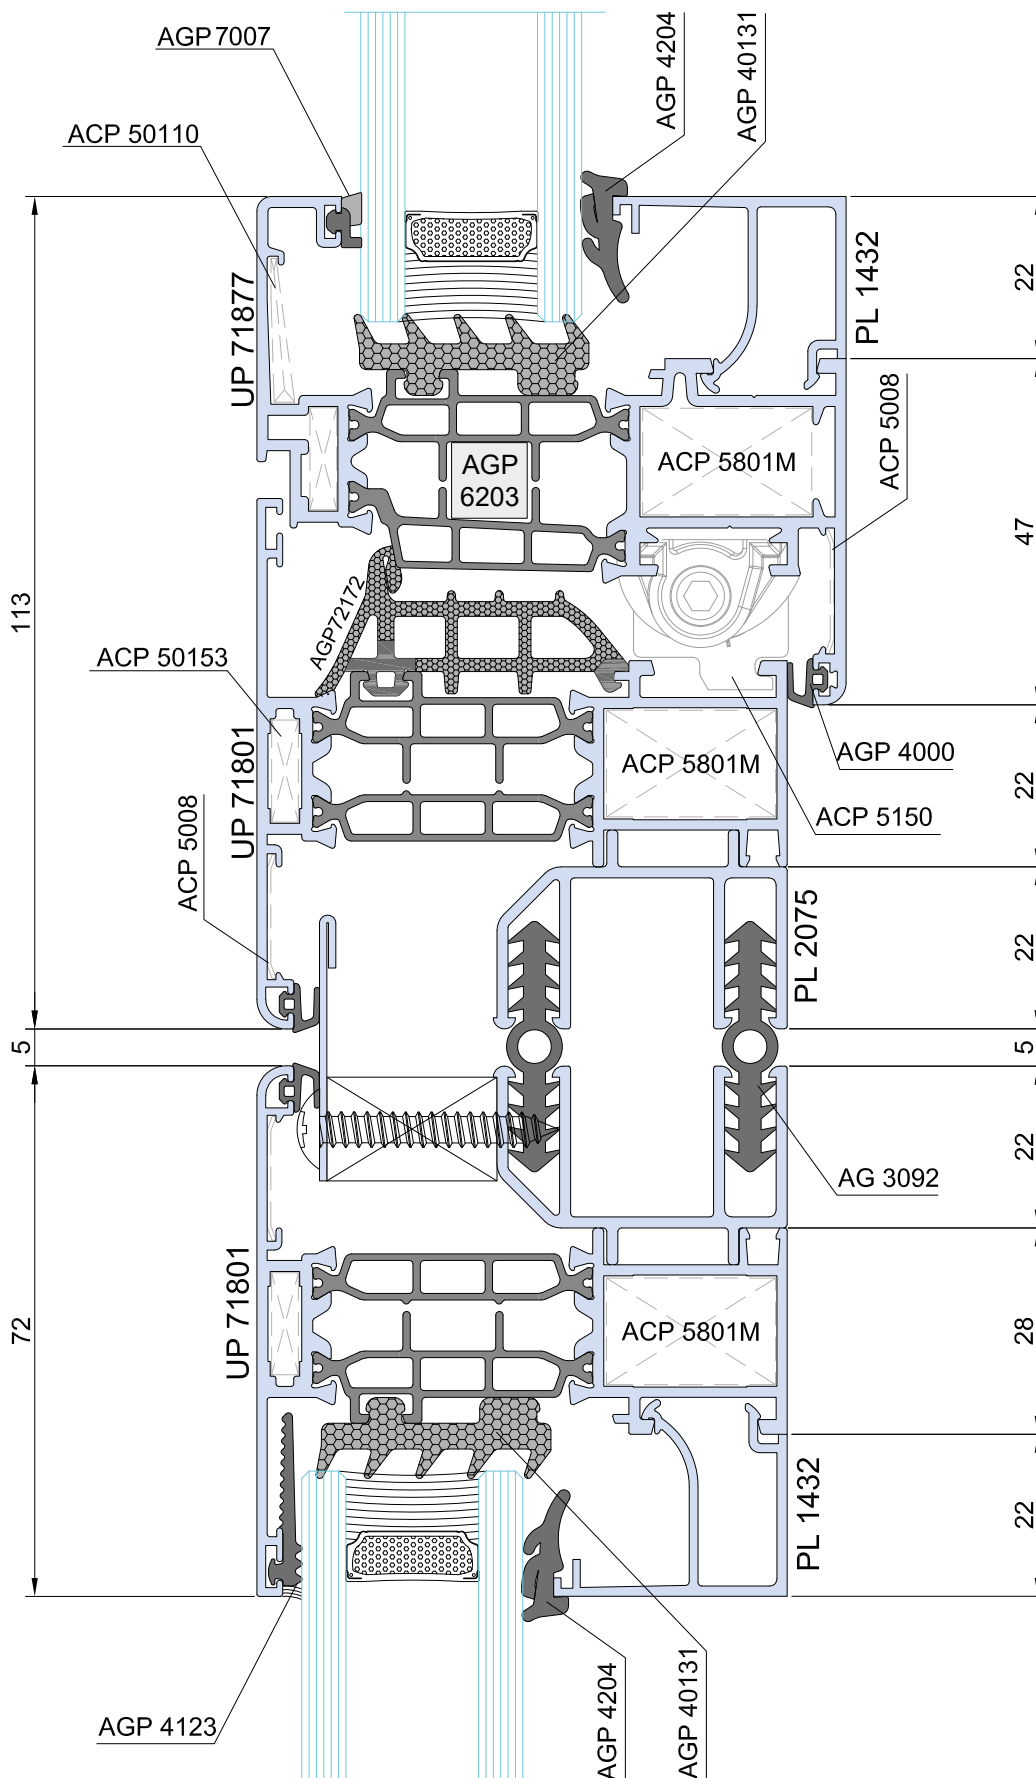 AGP7007
ACP 50110
AGP 4204
AGP 40131
UP 71877
PL 1432
22
ACP 5008
AGP
6203
ACP 5801M
47
113
AGP72172
ACP 50153
UP 71801
ACP 5801M
AGP 4000
22
ACP 5150
ACP 5008
PL 2075
22
5
5
22
AG 3092
UP 71801
72
ACP 5801M
28
PL 1432
22
AGP 4123
AGP 4204
AGP 40131